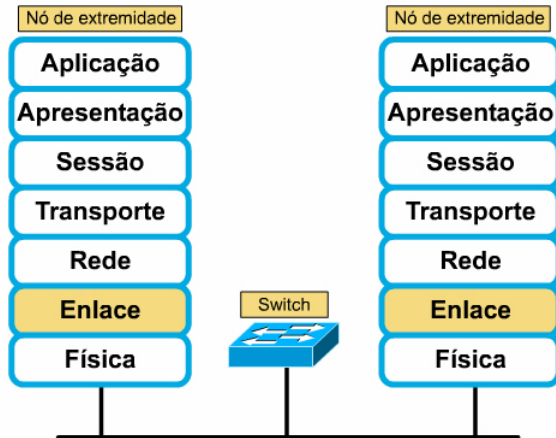 Nó de extremidade
Aplicação
Apresentação
Sessão
Transporte
Rede
Enlace
Física
Switch
Nó de extremidade
Aplicação
Apresentação
Sessão
Transporte
Rede
Enlace
Física